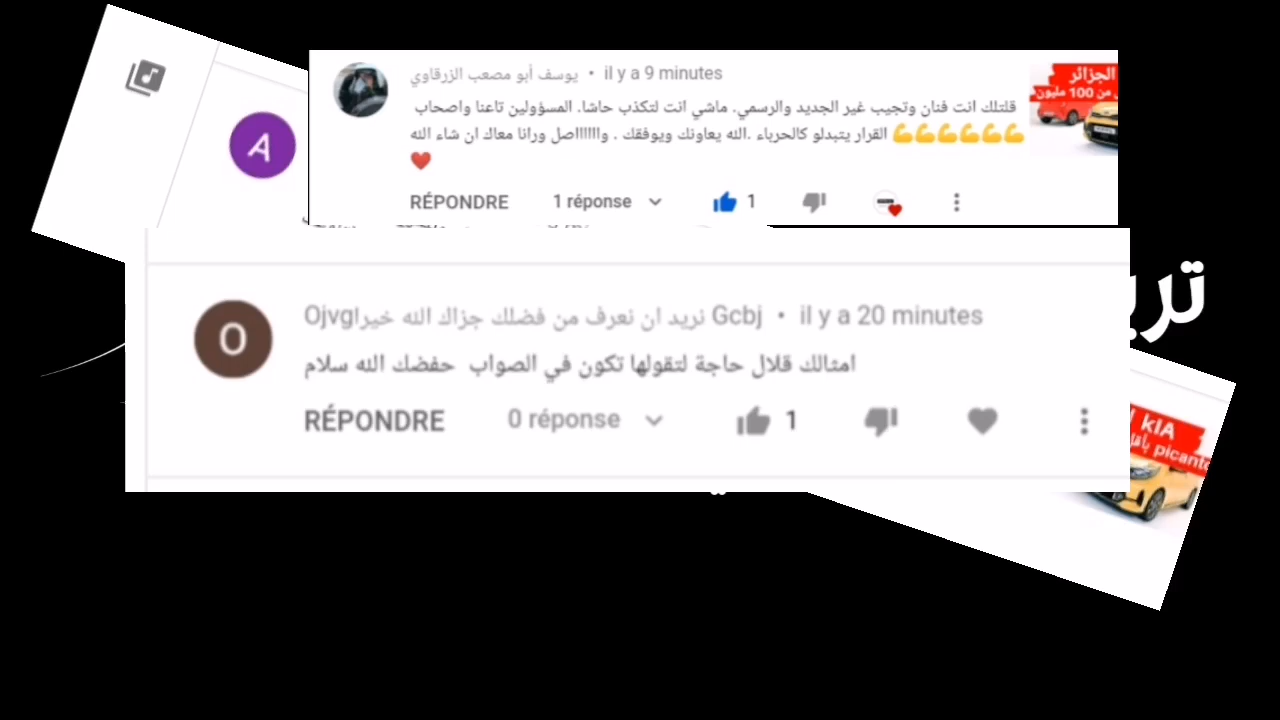 يوسف أبو مصعب الزرقاوي • il y a 9 minutes
قلتلك انت فنان وتجيب غير الجديد والرسمي. ماشي انت لتكذب حاشا. المسؤولين تاعنا واصحاب
القرار يتبدلو كالحرباء .الله يعاونك ويوفقك . واااااااصل ورانا معاك ان شاء الله 💪💪💪💪💪💪
❤️
RÉPONDRE 1 réponse 1
الجزائر
من 100 مليون
A
O
Ojvgنريد ان نعرف من فضلك جزاك الله خيرا Gcbj • il y a 20 minutes
امثالك قلال حاجة لتقولها تكون في الصواب حفضك الله سلام
RÉPONDRE 0 réponse 1
kIA
picanto بأقل